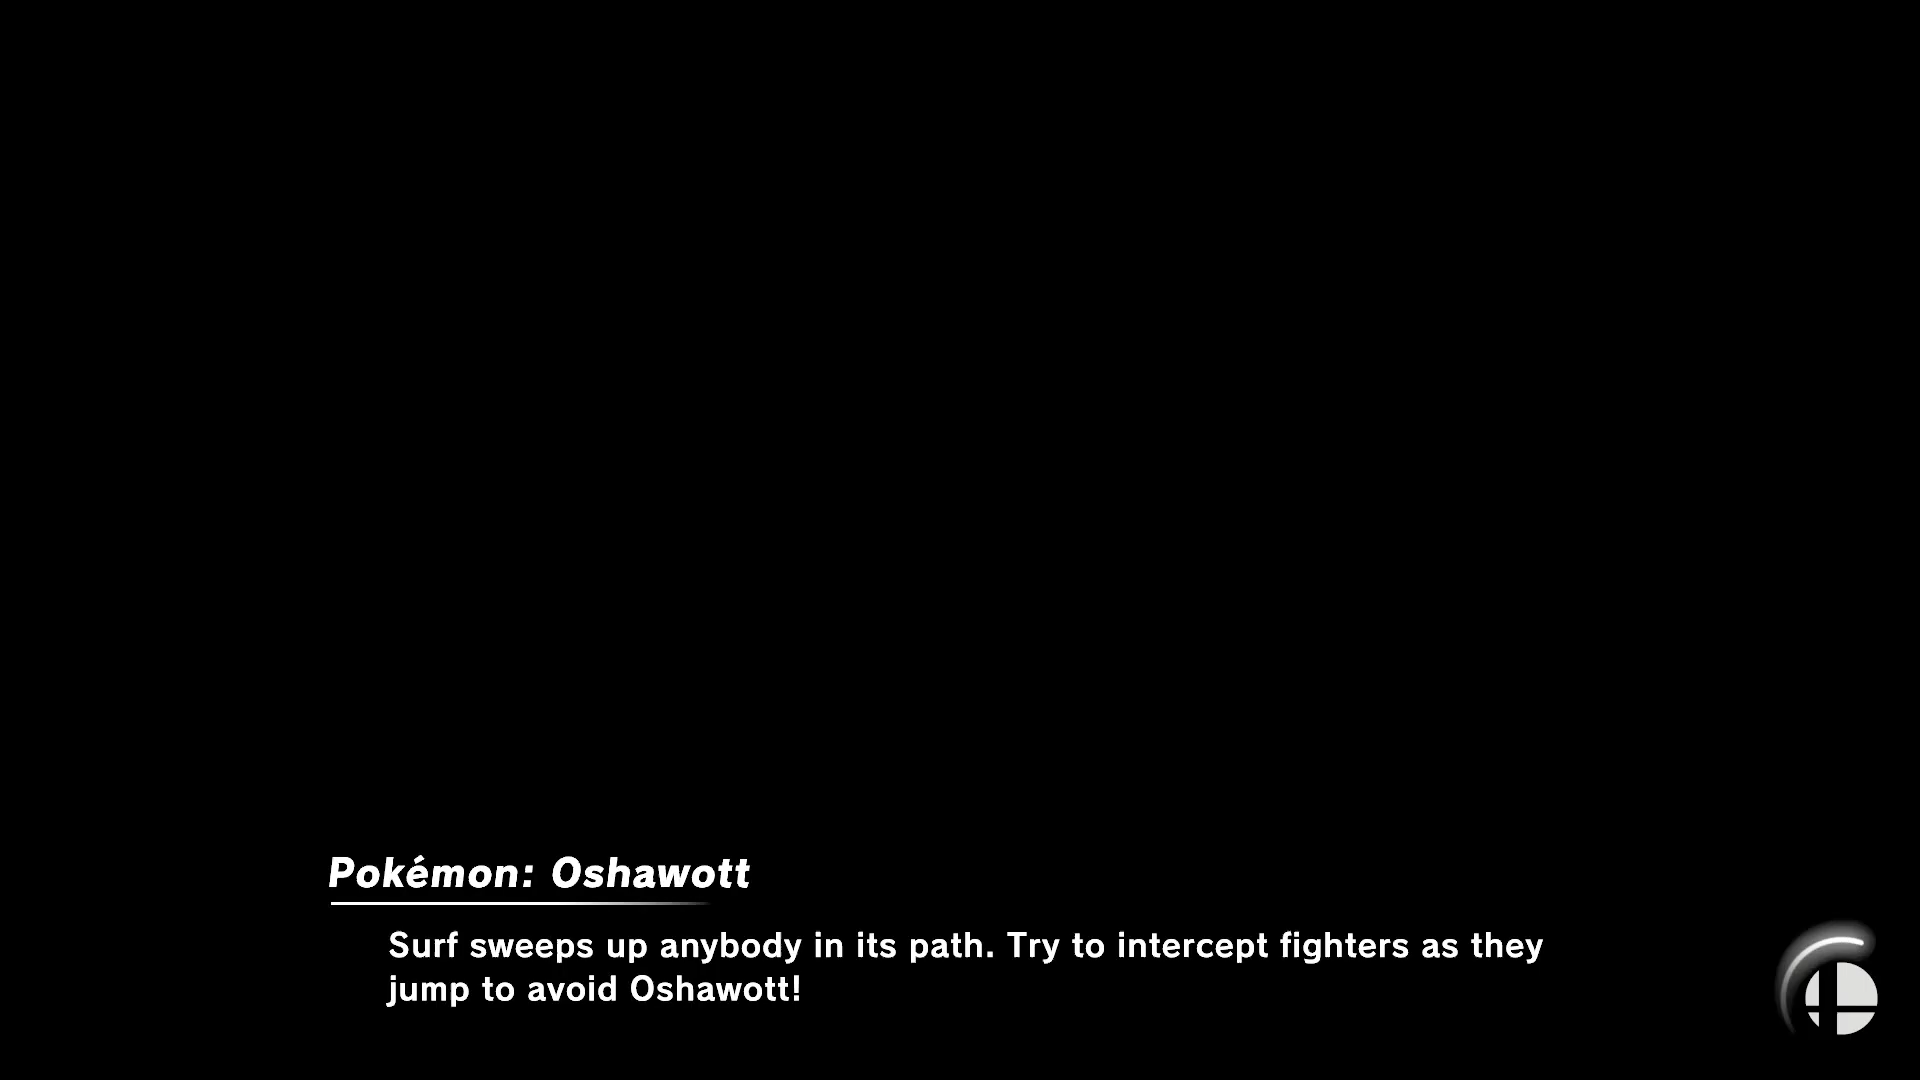 Pokémon: Oshawott
Surf sweeps up anybody in its path. Try to intercept fighters as they
jump to avoid Oshawott!